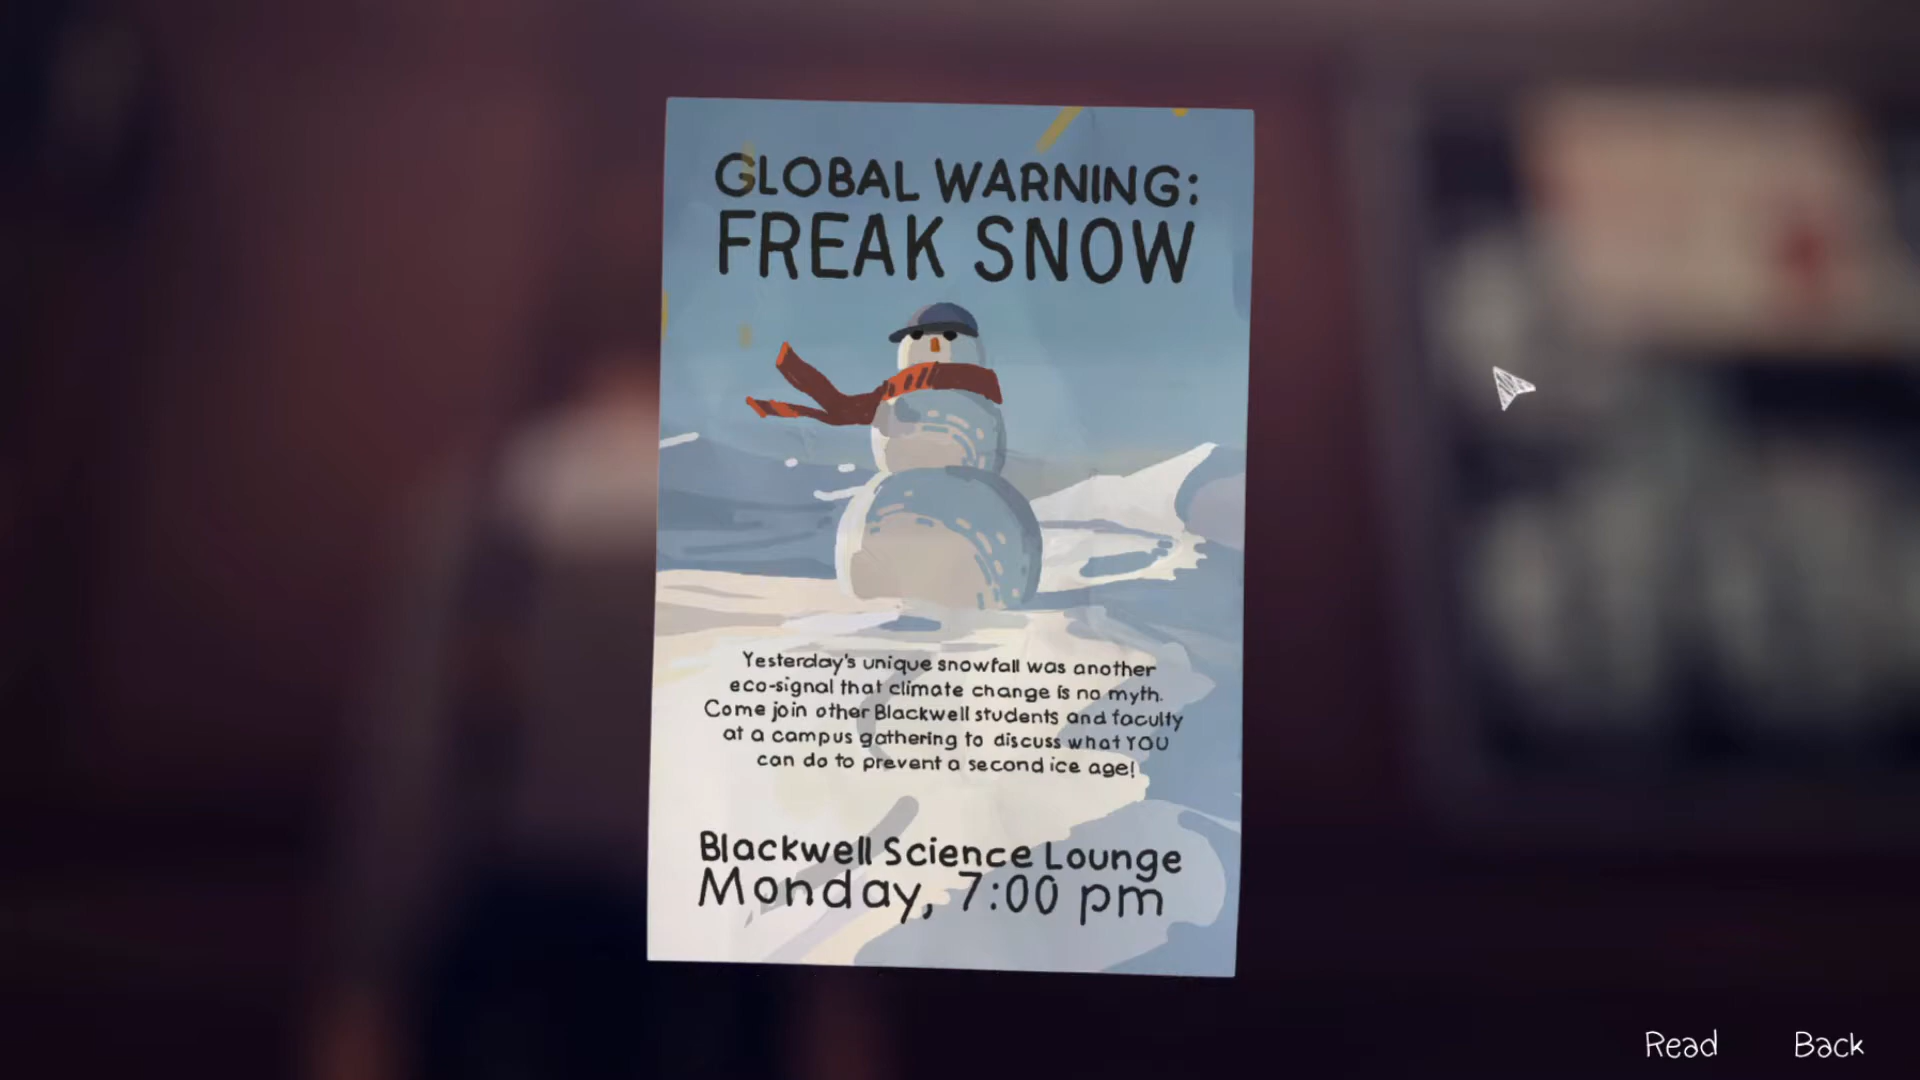 GLOBAL WARNING:
FREAK SNOW
Yesterday's unique snowfall was another
eco-signal that climate change is no myth.
Come join other Blackwell students and faculty
at a campus gathering to discuss what YOU
can do to prevent a second ice age!
Blackwell Science Lounge
Monday, 7:00 pm
Read Back